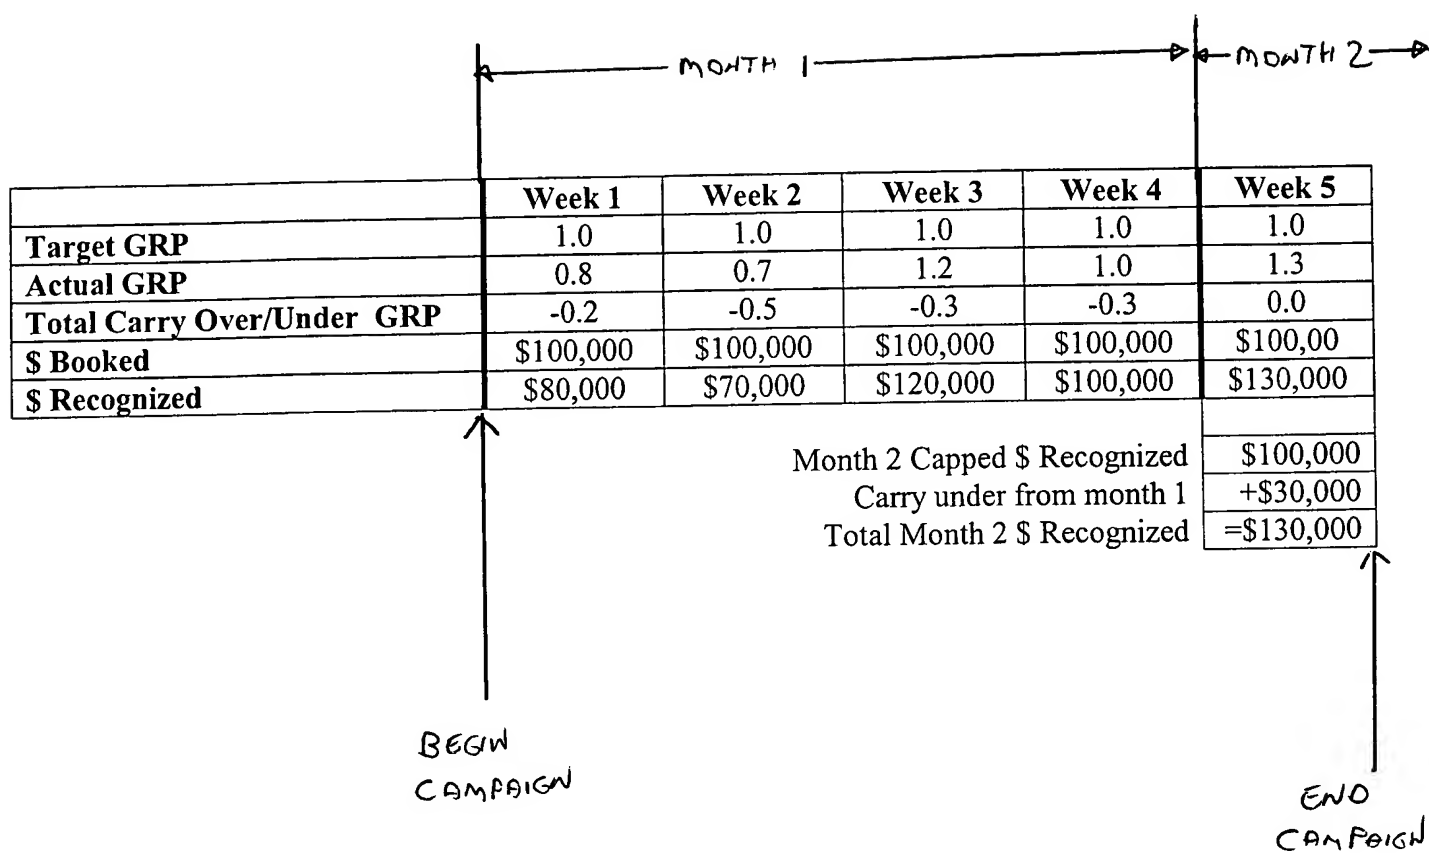 MONTH 1 MONTH 2
Week 1 Week 2 Week 3 Week 4 Week 5
Target GRP 1.0 1.0 1.0 1.0 1.0
Actual GRP 0.8 0.7 1.2 1.0 1.3
Total Carry Over/Under GRP -0.2 -0.5 -0.3 -0.3 0.0
$ Booked $100,000 $100,000 $100,000 $100,000 $100,00
$ Recognized $80,000 $70,000 $120,000 $100,000 $130,000
Month 2 Capped $ Recognized $100,000
Carry under from month 1 +$30,000
Total Month 2 $ Recognized =$130,000
BEGIN
CAMPAIGN
END
CAMPAIGN